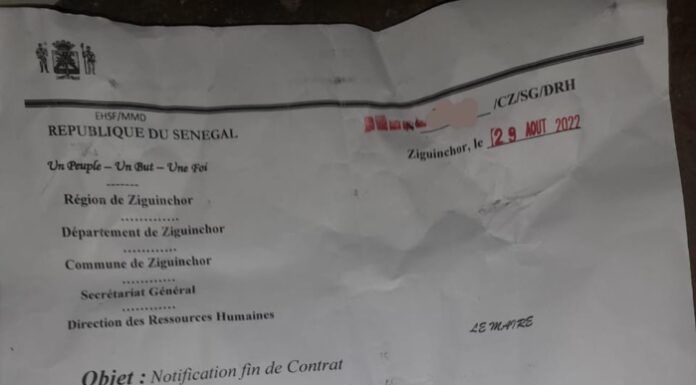 EHSF/MMD
REPUBLIQUE DU SENEGAL
/CZ/SG/DRH
Un Peuple – Un But – Une Foi
Ziguinchor, le 29 AOUT 2022
Région de Ziguinchor
Département de Ziguinchor
Commune de Ziguinchor
Secrétariat Général
Direction des Ressources Humaines
LE MAIRE
Objet : Notification fin de Contrat